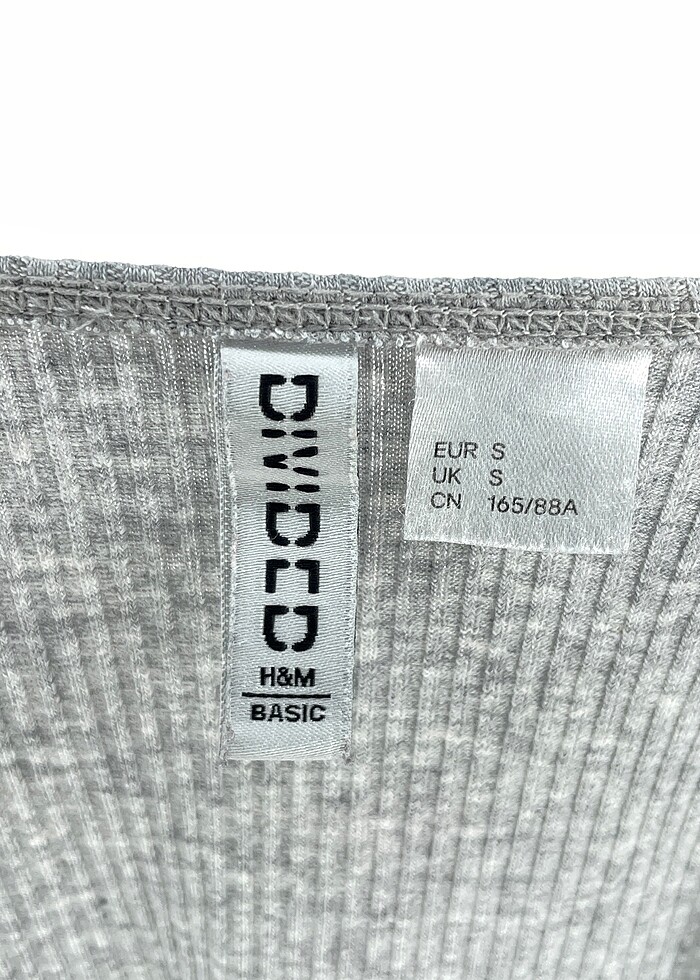 DIVIDED
H&M
BASIC
EUR S
UK S
CN 165/88A